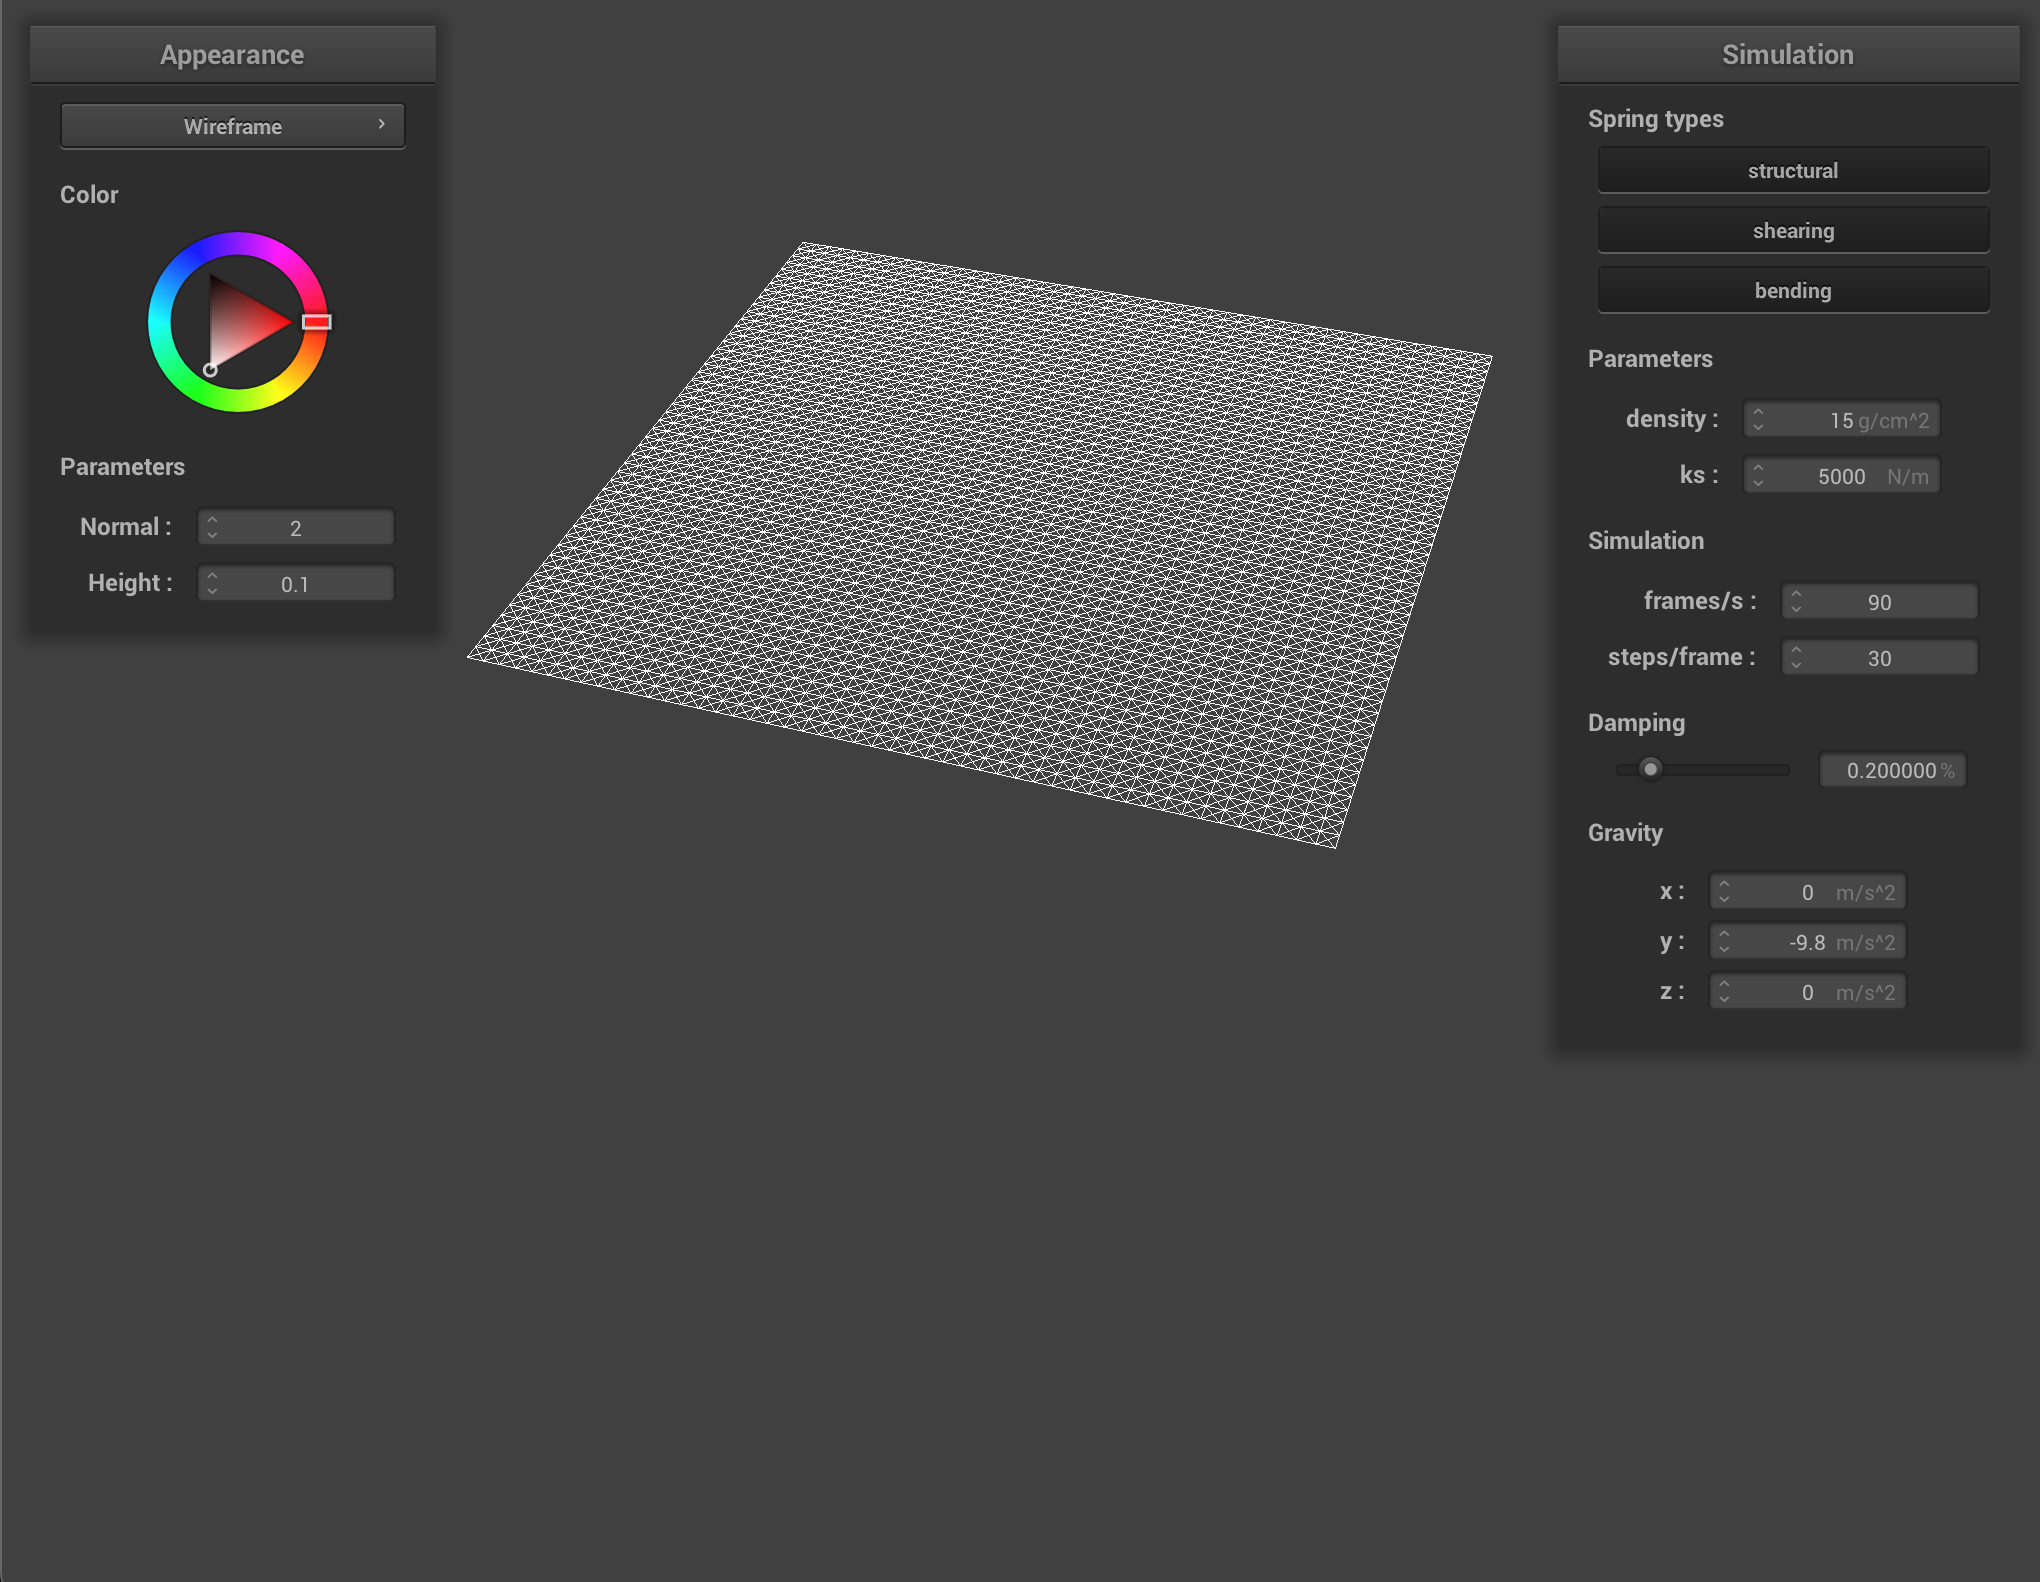 Appearance
Wireframe
Color
Parameters
Normal : 2
Height : 0.1
Simulation
Spring types
structural
shearing
bending
Parameters
density : 15 g/cm^2
ks : 5000 N/m
Simulation
frames/s : 90
steps/frame : 30
Damping
0.200000 %
Gravity
x : 0 m/s^2
y : -9.8 m/s^2
z : 0 m/s^2